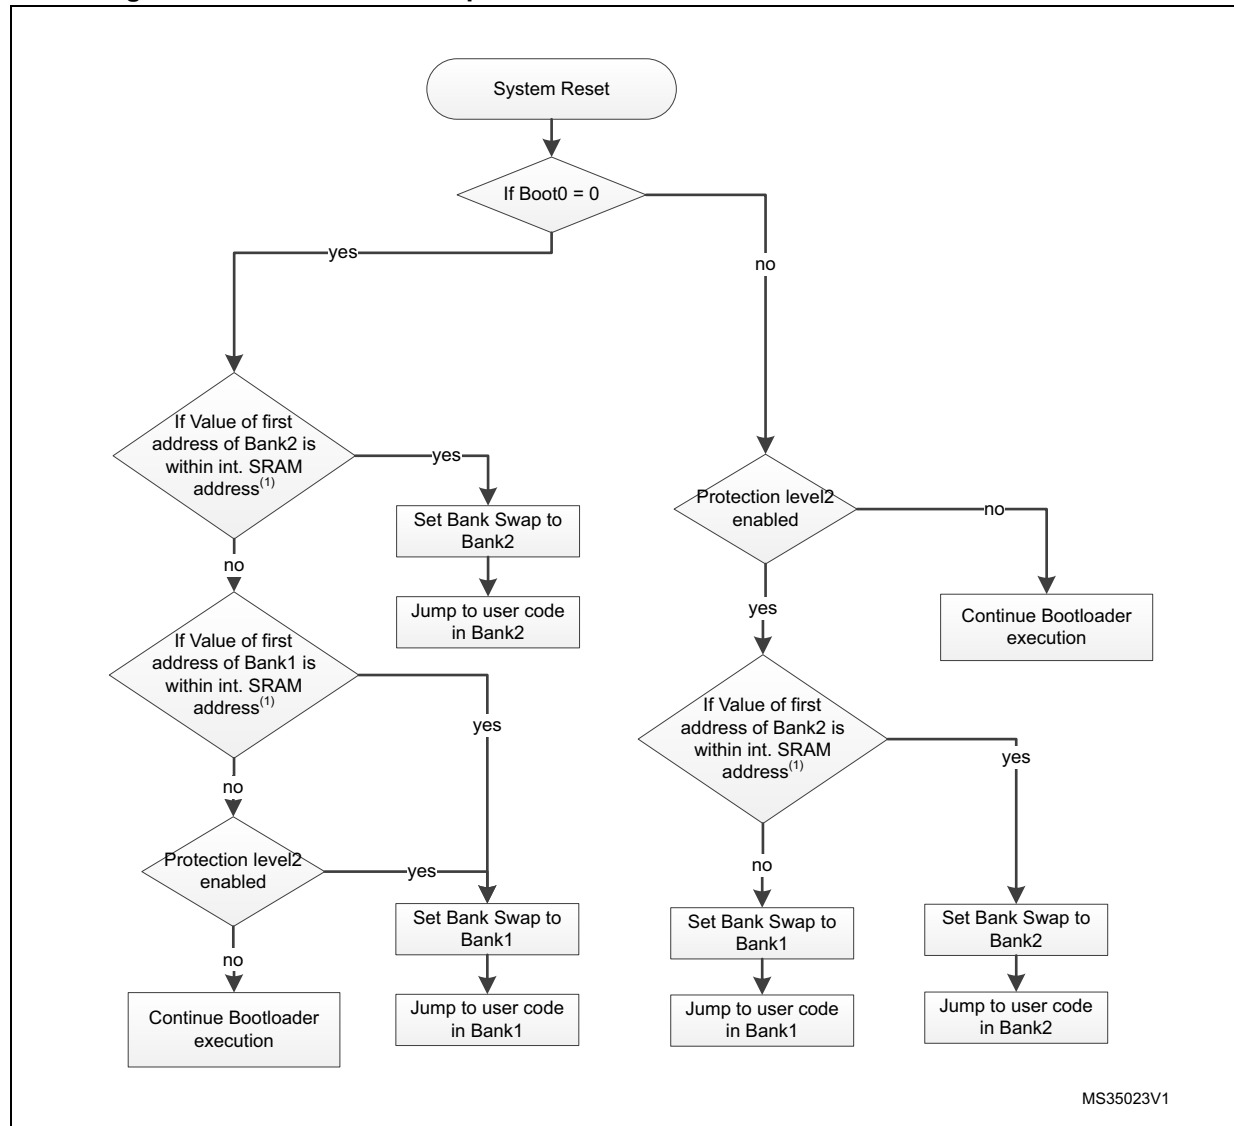 System Reset
If Boot0 = 0
yes
no
If Value of first
address of Bank2 is
within int. SRAM
address(1)
yes
Set Bank Swap to
Bank2
Jump to user code
in Bank2
no
If Value of first
address of Bank1 is
within int. SRAM
address(1)
yes
no
Protection level2
enabled
yes
Set Bank Swap to
Bank1
Jump to user code
in Bank1
no
Continue Bootloader
execution
Protection level2
enabled
no
Continue Bootloader
execution
yes
If Value of first
address of Bank2 is
within int. SRAM
address(1)
yes
no
Set Bank Swap to
Bank1
Jump to user code
in Bank1
Set Bank Swap to
Bank2
Jump to user code
in Bank2
MS35023V1